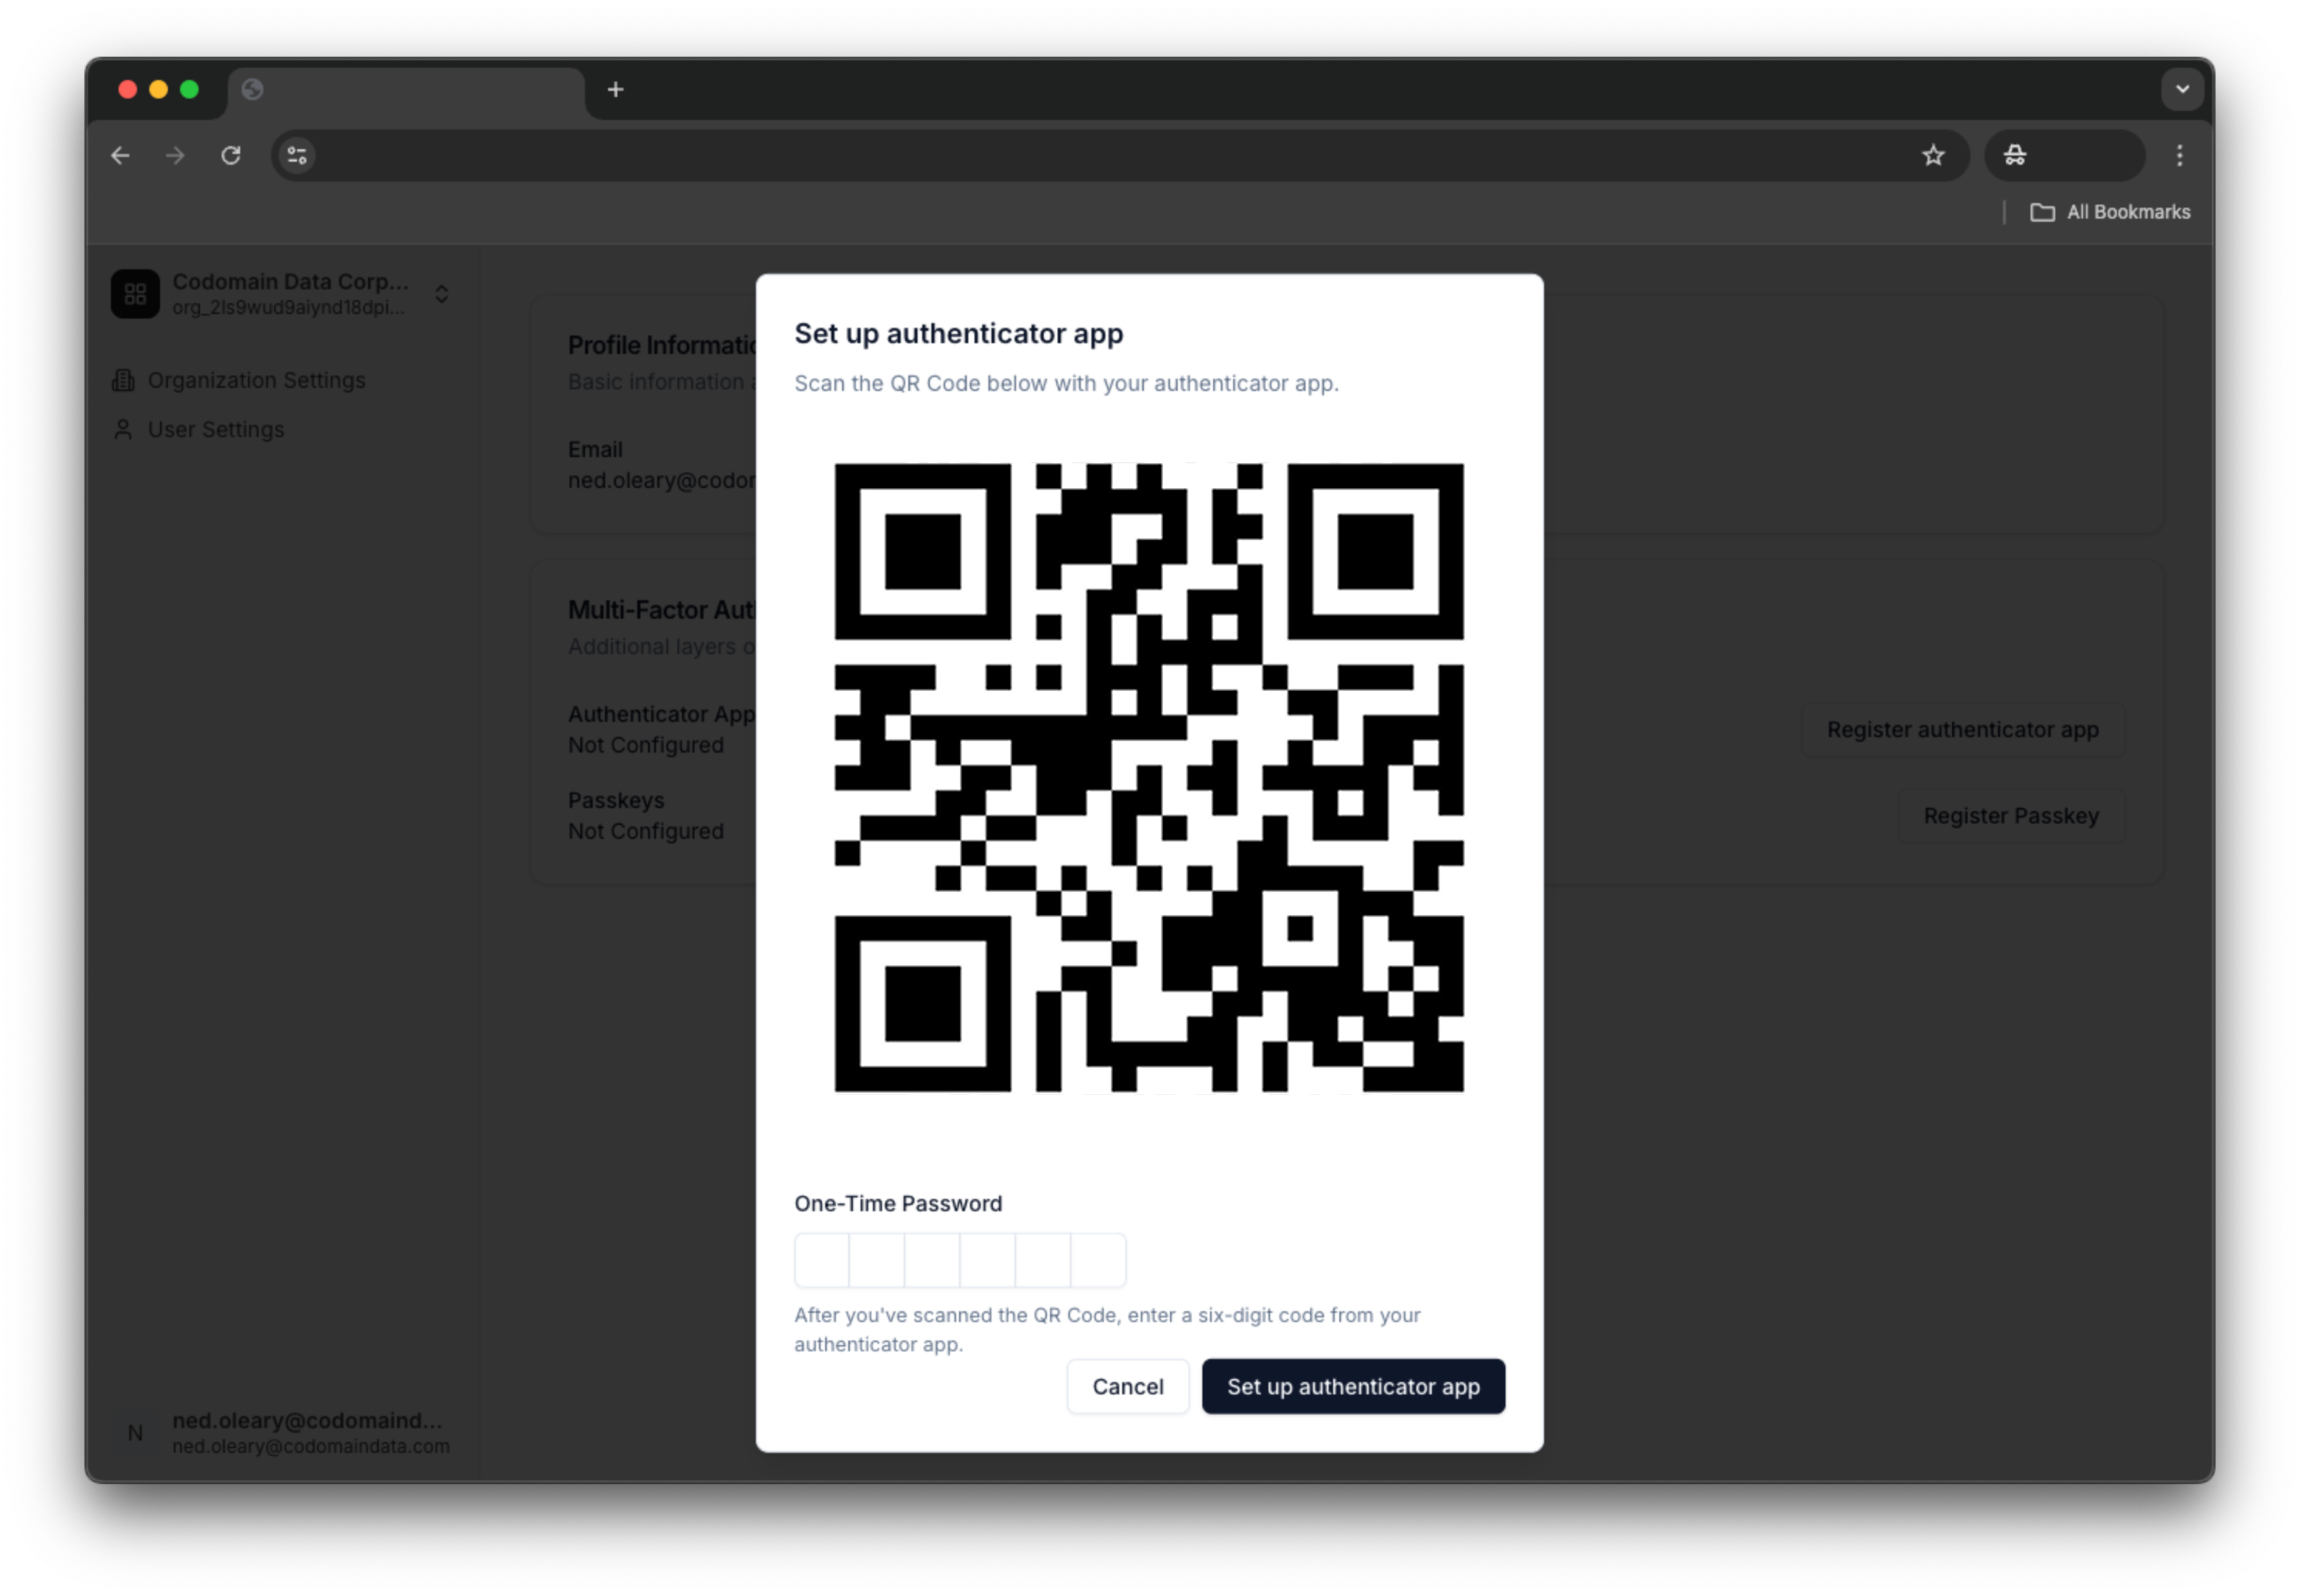 All Bookmarks
Codomain Data Corp...
org_2ls9wud9aiynd18dpi...
Organization Settings
User Settings
Profile Informatic
Basic information a
Email
ned.oleary@codor
Multi-Factor Aut
Additional layers o
Authenticator App
Not Configured
Register authenticator app
Passkeys
Not Configured
Register Passkey
Set up authenticator app
Scan the QR Code below with your authenticator app.
One-Time Password
After you've scanned the QR Code, enter a six-digit code from your
authenticator app.
Cancel
Set up authenticator app
N
ned.oleary@codomaind...
ned.oleary@codomaindata.com